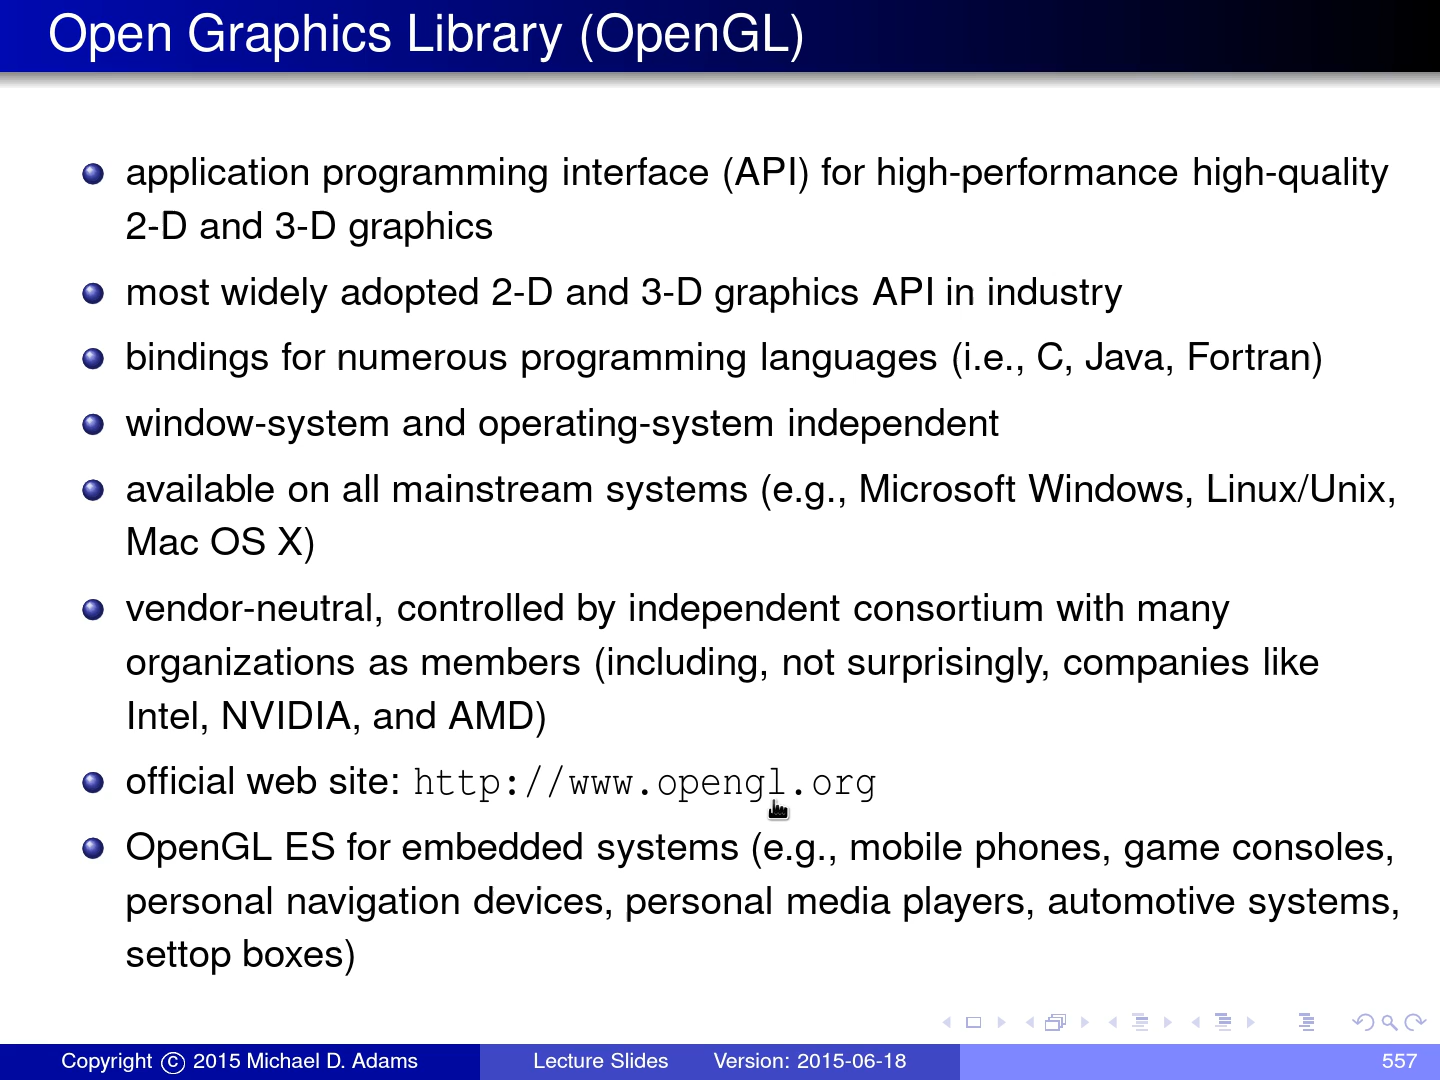 Open Graphics Library (OpenGL)
application programming interface (API) for high-performance high-quality
2-D and 3-D graphics
most widely adopted 2-D and 3-D graphics API in industry
bindings for numerous programming languages (i.e., C, Java, Fortran)
window-system and operating-system independent
available on all mainstream systems (e.g., Microsoft Windows, Linux/Unix,
Mac OS X)
vendor-neutral, controlled by independent consortium with many
organizations as members (including, not surprisingly, companies like
Intel, NVIDIA, and AMD)
official web site: http://www.opengl.org
OpenGL ES for embedded systems (e.g., mobile phones, game consoles,
personal navigation devices, personal media players, automotive systems,
settop boxes)
Copyright © 2015 Michael D. Adams Lecture Slides Version: 2015-06-18 557